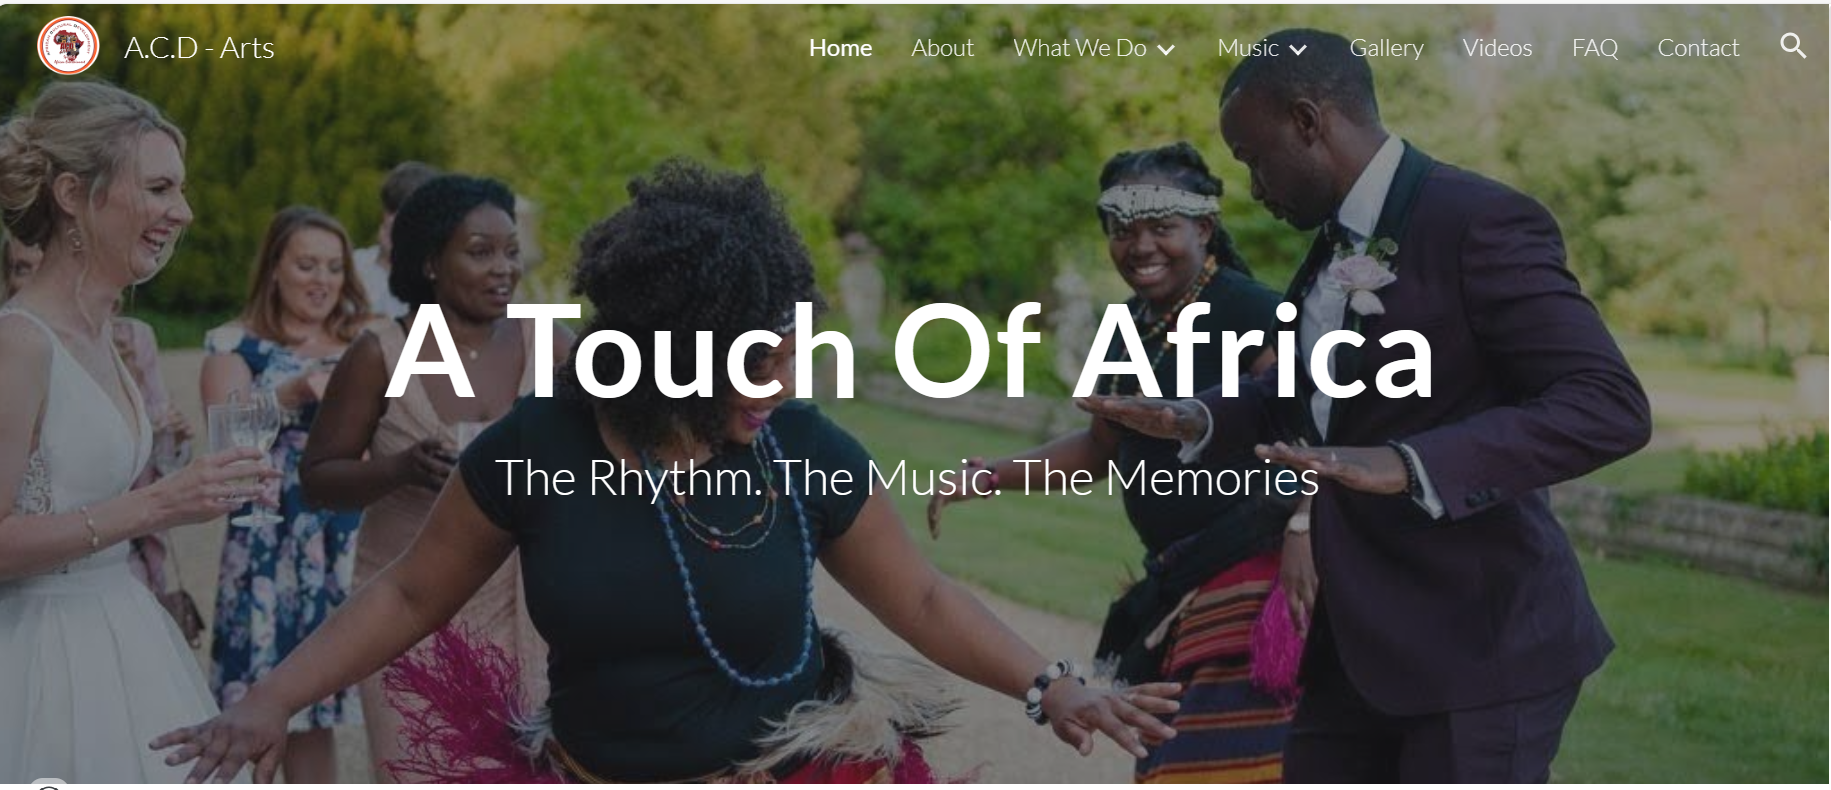 A.C.D - Arts
Home About What We Do Music Gallery Videos FAQ Contact
A Touch Of Africa
The Rhythm. The Music. The Memories